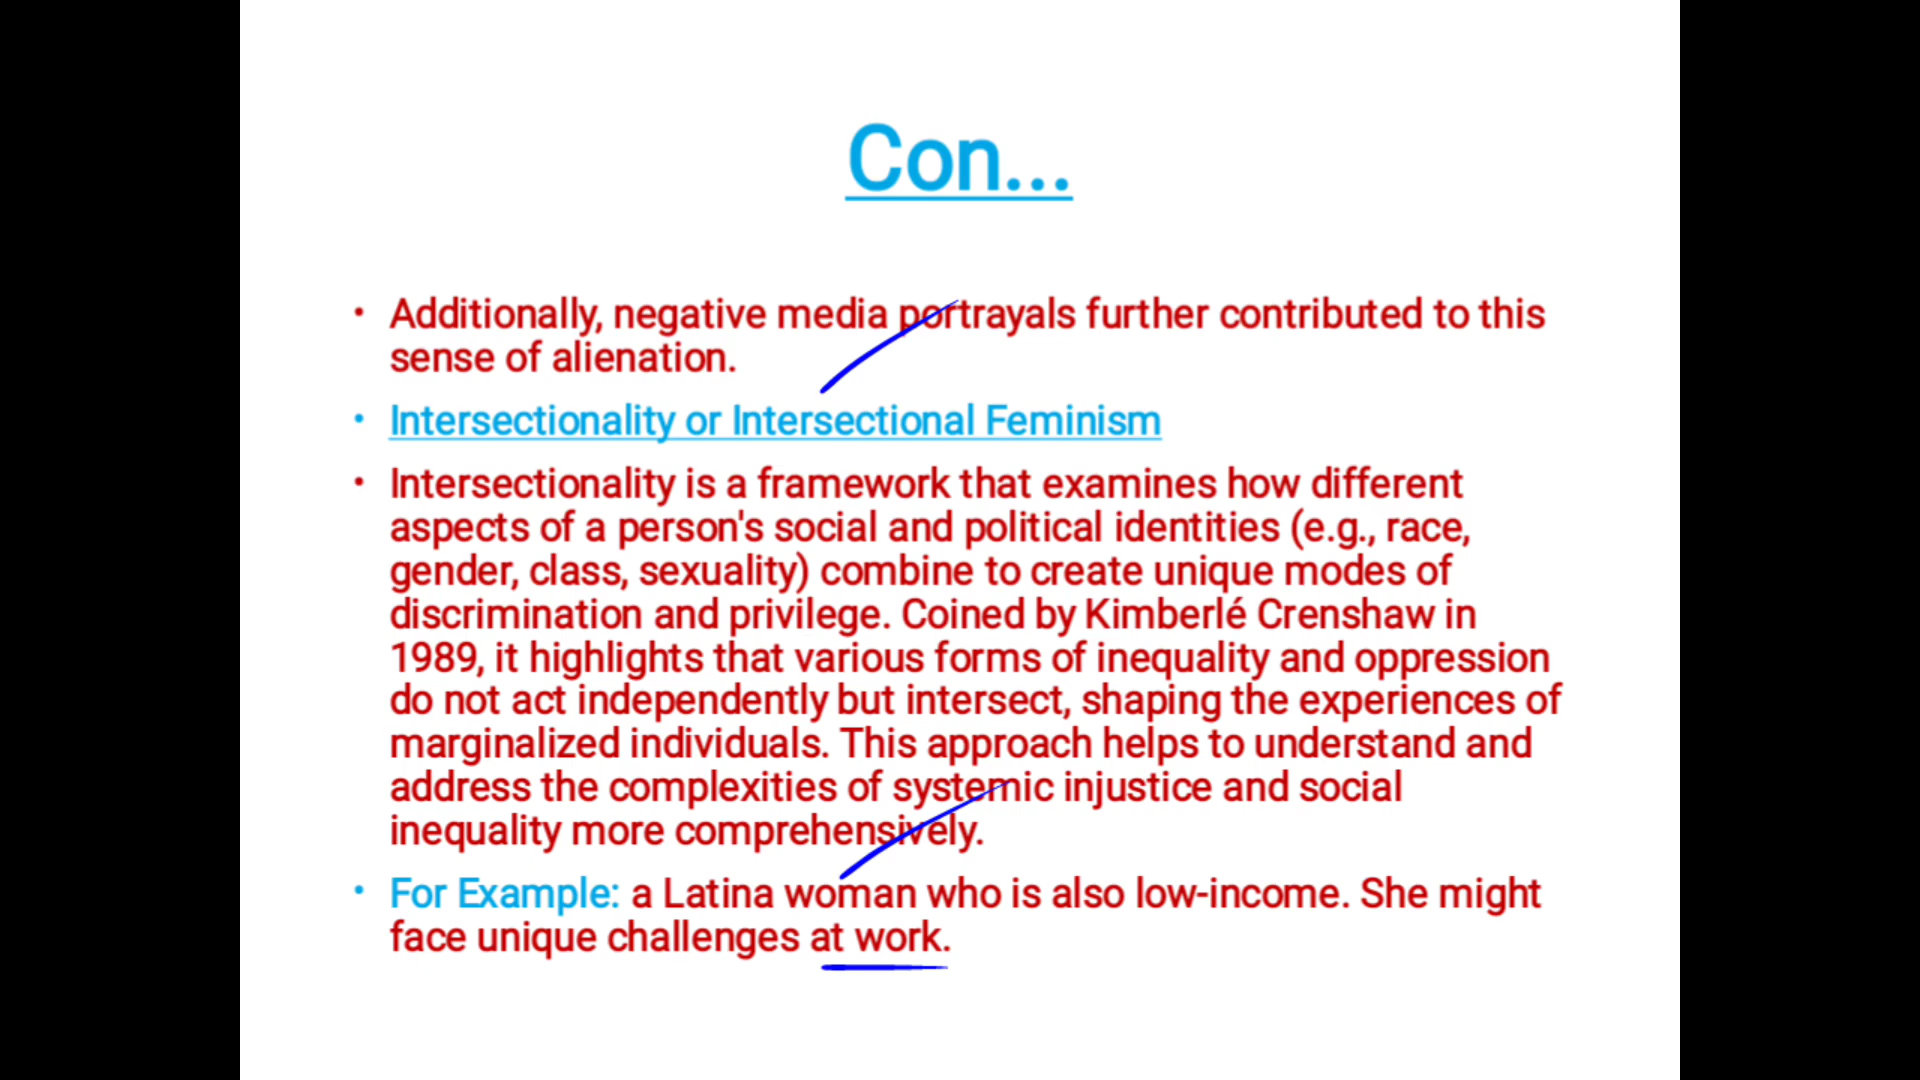 Con...
• Additionally, negative media portrayals further contributed to this
sense of alienation.
• Intersectionality or Intersectional Feminism
• Intersectionality is a framework that examines how different
aspects of a person's social and political identities (e.g., race,
gender, class, sexuality) combine to create unique modes of
discrimination and privilege. Coined by Kimberlé Crenshaw in
1989, it highlights that various forms of inequality and oppression
do not act independently but intersect, shaping the experiences of
marginalized individuals. This approach helps to understand and
address the complexities of systemic injustice and social
inequality more comprehensively.
• For Example: a Latina woman who is also low-income. She might
face unique challenges at work.